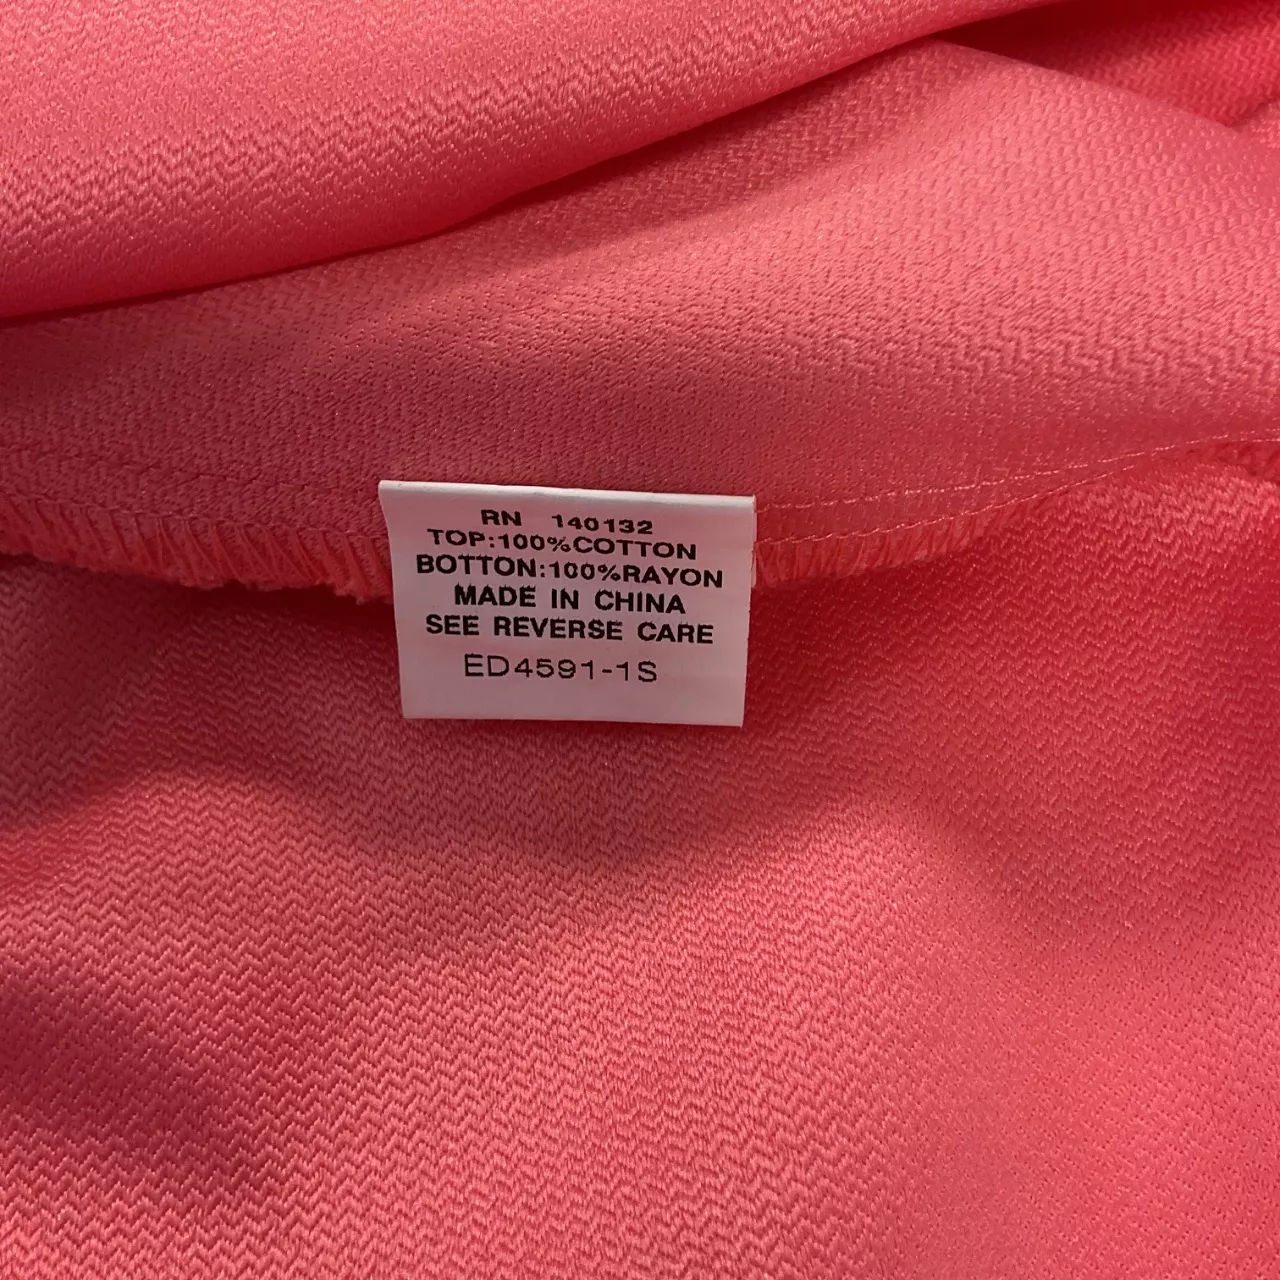 RN 140132
TOP:100%COTTON
BOTTON:100%RAYON
MADE IN CHINA
SEE REVERSE CARE
ED4591-1S